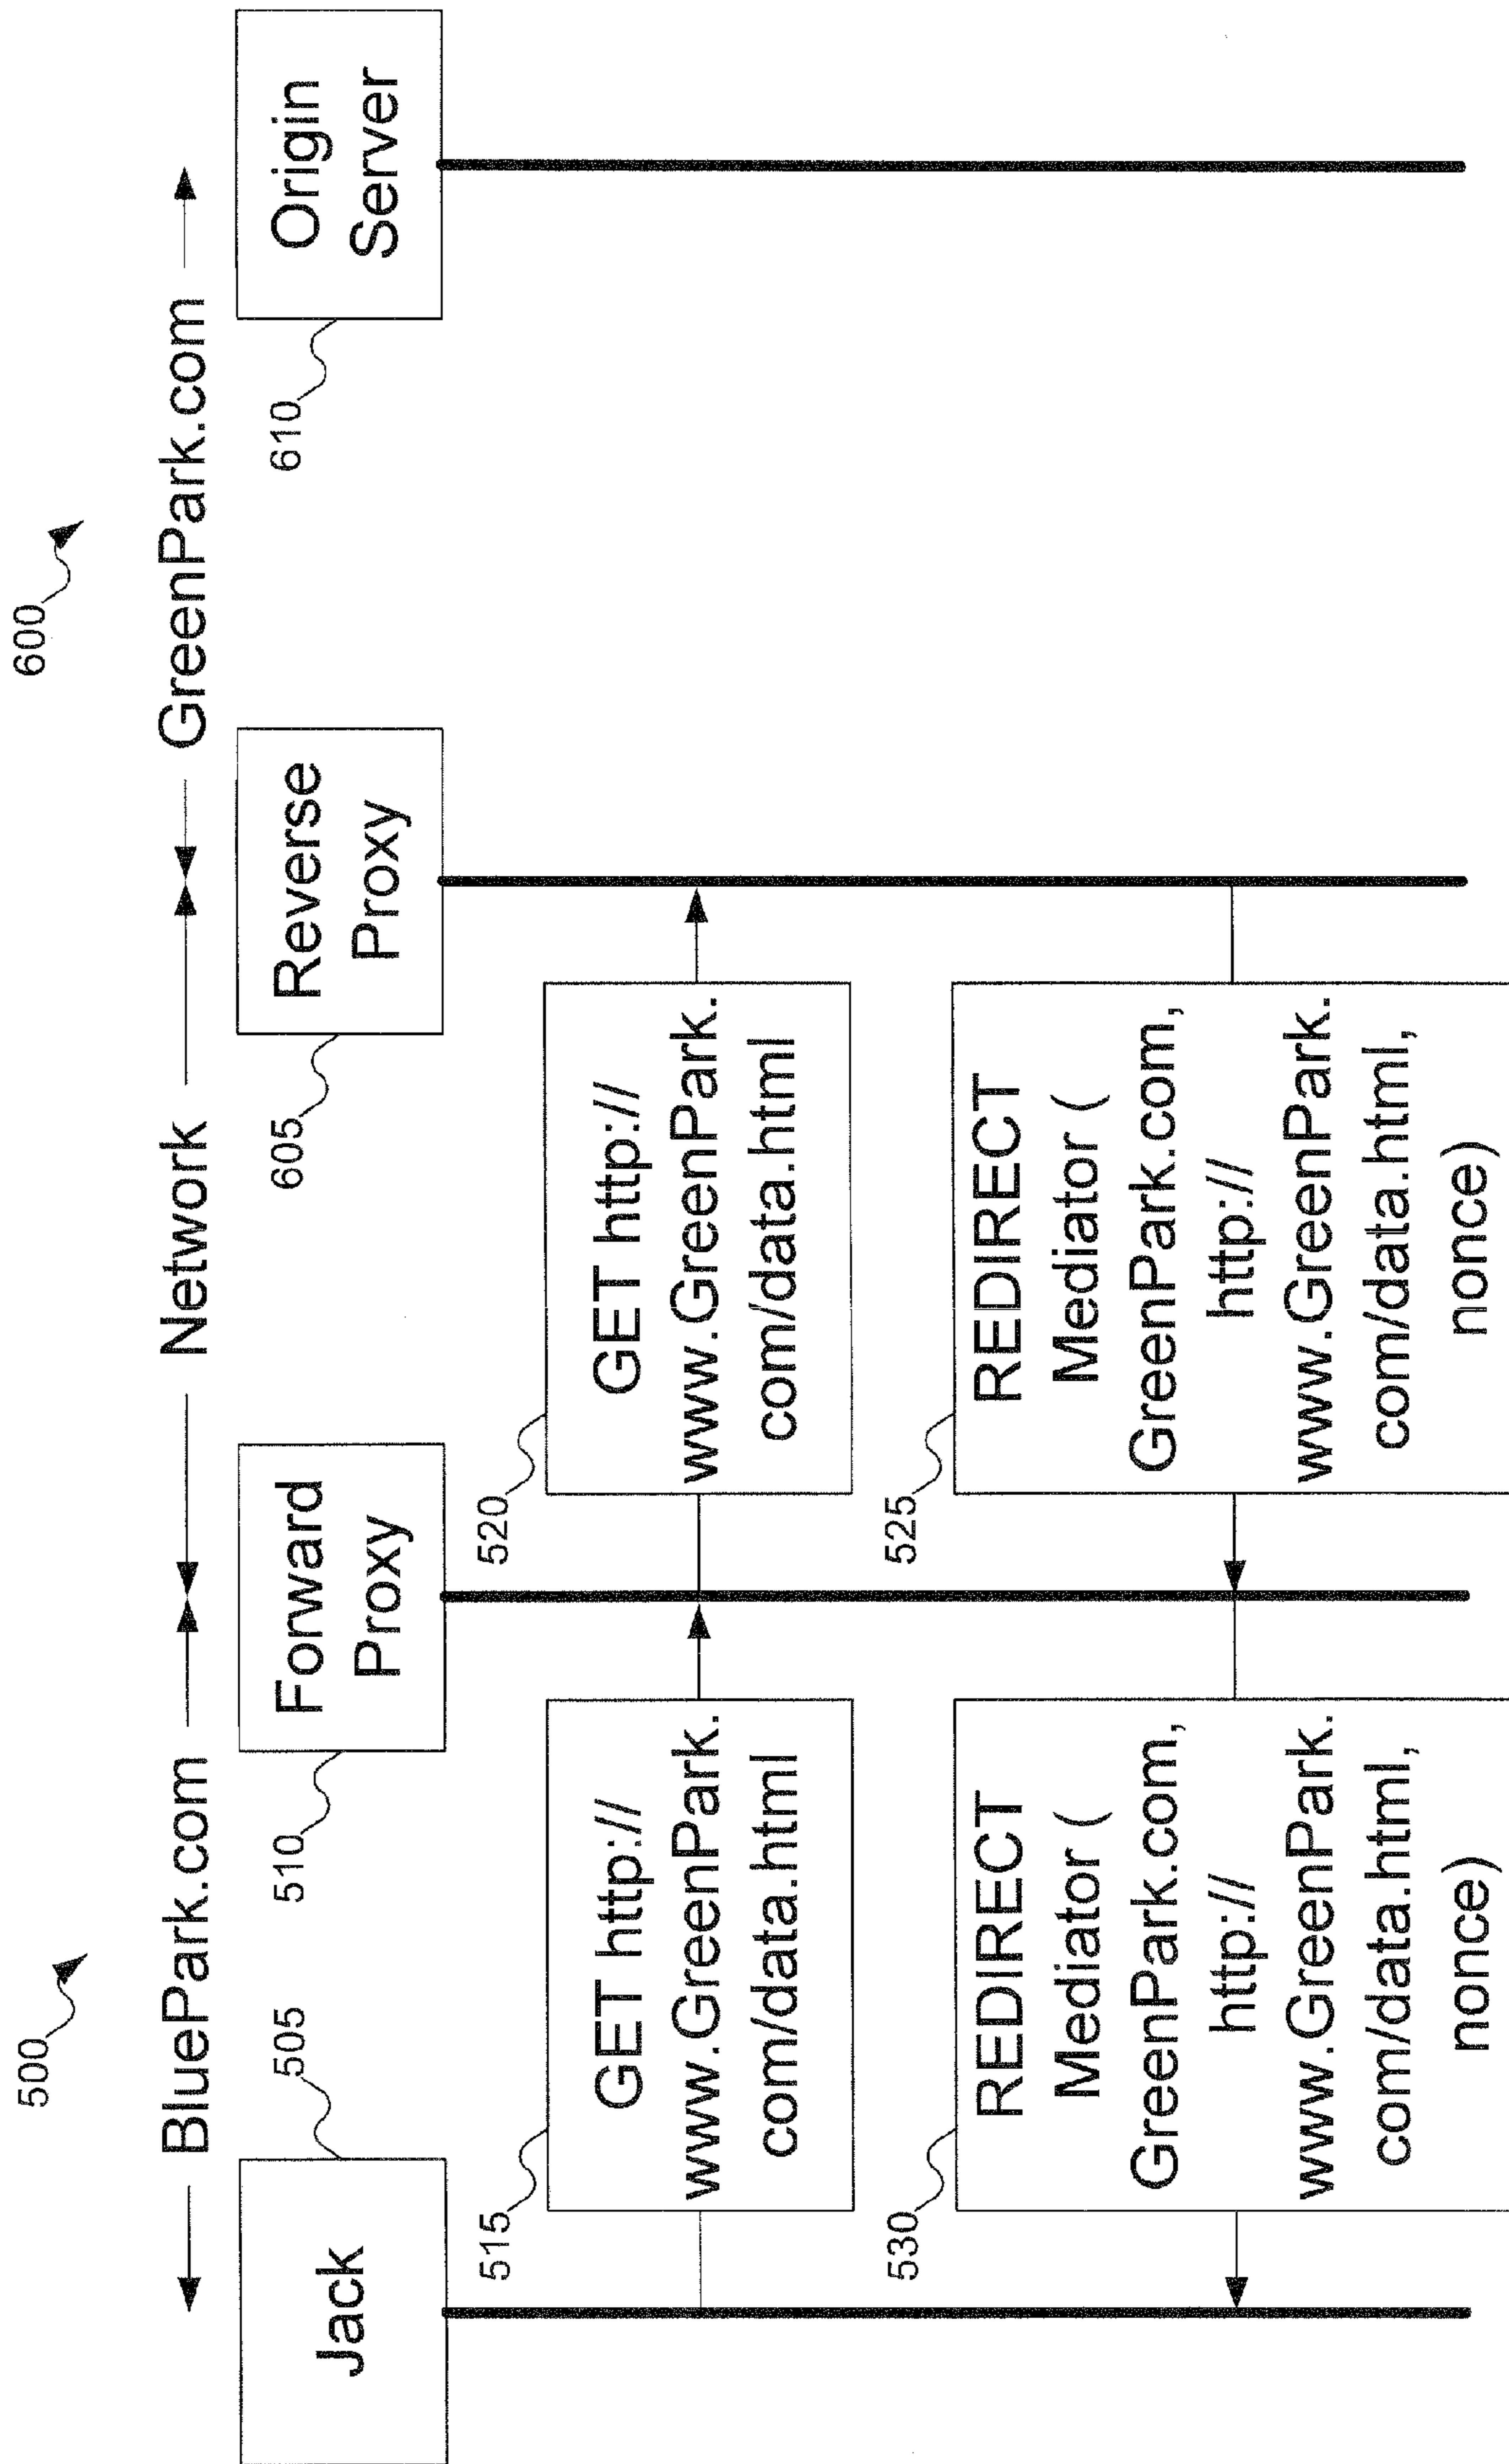 500
600
BluePark.com
Network
GreenPark.com
505
Jack
510
Forward
Proxy
605
Reverse
Proxy
610
Origin
Server
515
GET http://
www.GreenPark.
com/data.html
520
GET http://
www.GreenPark.
com/data.html
530
REDIRECT
Mediator (
GreenPark.com,
http://
www.GreenPark.
com/data.html,
nonce)
525
REDIRECT
Mediator (
GreenPark.com,
http://
www.GreenPark.
com/data.html,
nonce)